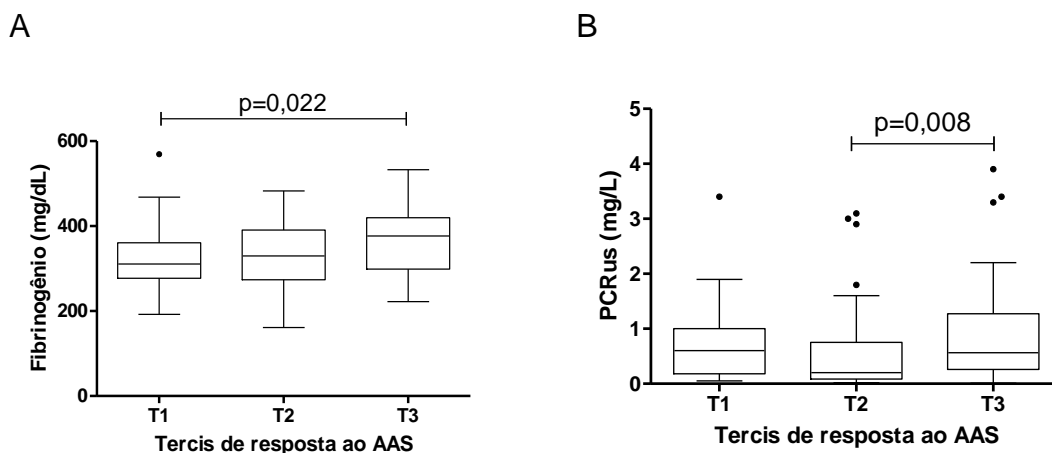 A
p=0,022
Fibrinogênio (mg/dL)
600
400
200
0
T1 T2 T3
Tercis de resposta ao AAS
B
p=0,008
PCRus (mg/L)
5
4
3
2
1
0
T1 T2 T3
Tercis de resposta ao AAS